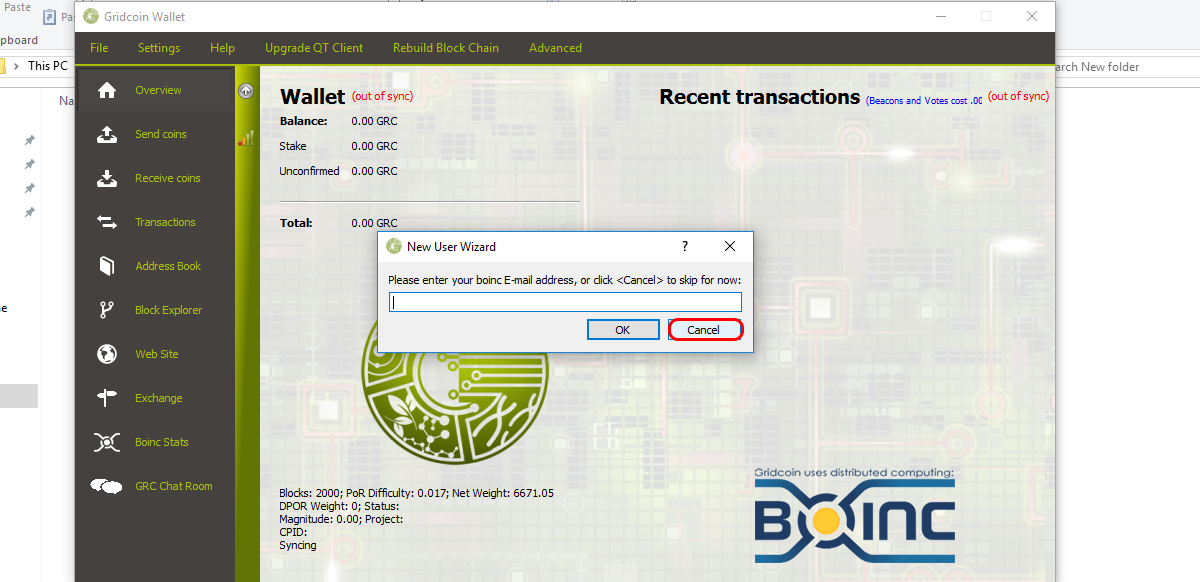 Paste
Pa
pboard
This PC
Na
e
arch New folder
Gridcoin Wallet
File Settings Help Upgrade QT Client Rebuild Block Chain Advanced
Overview
Send coins
Receive coins
Transactions
Address Book
Block Explorer
Web Site
Exchange
Boinc Stats
GRC Chat Room
Wallet (out of sync)
Balance: 0.00 GRC
Stake 0.00 GRC
Unconfirmed 0.00 GRC
Total: 0.00 GRC
Recent transactions (Beacons and Votes cost .00 (out of sync)
New User Wizard ?
Please enter your boinc E-mail address, or click <Cancel> to skip for now:
OK Cancel
Blocks: 2000; PoR Difficulty: 0.017; Net Weight: 6671.05
DPOR Weight: 0; Status:
Magnitude: 0.00; Project:
CPID:
Syncing
Gridcoin uses distributed computing:
BOINC